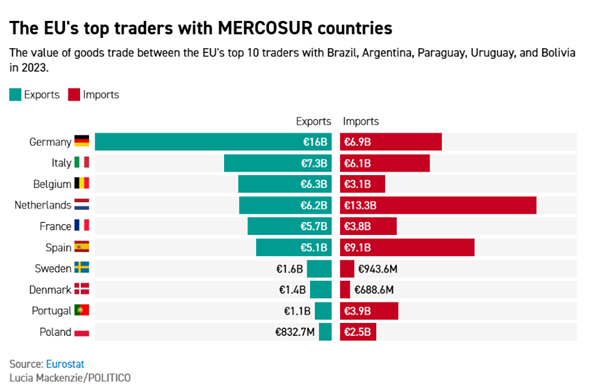 The EU's top traders with MERCOSUR countries
The value of goods trade between the EU's top 10 traders with Brazil, Argentina, Paraguay, Uruguay, and Bolivia
in 2023.
Exports Imports
Exports Imports
Germany €16B €6.9B
Italy €7.3B €6.1B
Belgium €6.3B €3.1B
Netherlands €6.2B €13.3B
France €5.7B €3.8B
Spain €5.1B €9.1B
Sweden €1.6B €943.6M
Denmark €1.4B €688.6M
Portugal €1.1B €3.9B
Poland €832.7M €2.5B
Source: Eurostat
Lucia Mackenzie/POLITICO